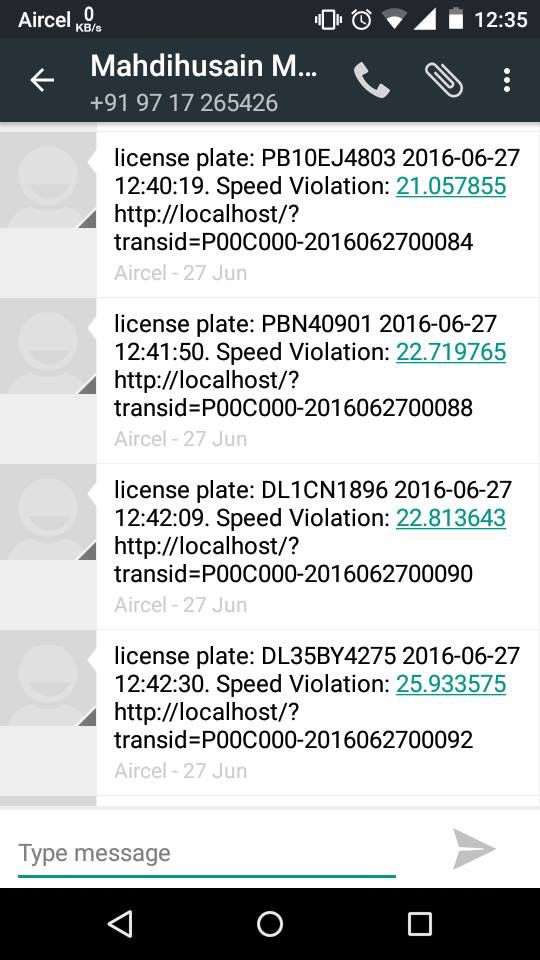 Aircel 0 KB/s 12:35
Mahdihusain M...
+91 97 17 265426
license plate: PB10EJ4803 2016-06-27
12:40:19. Speed Violation: 21.057855
http://localhost/?
transid=P00C000-2016062700084
Aircel - 27 Jun
license plate: PBN40901 2016-06-27
12:41:50. Speed Violation: 22.719765
http://localhost/?
transid=P00C000-2016062700088
Aircel - 27 Jun
license plate: DL1CN1896 2016-06-27
12:42:09. Speed Violation: 22.813643
http://localhost/?
transid=P00C000-2016062700090
Aircel - 27 Jun
license plate: DL35BY4275 2016-06-27
12:42:30. Speed Violation: 25.933575
http://localhost/?
transid=P00C000-2016062700092
Aircel - 27 Jun
Type message